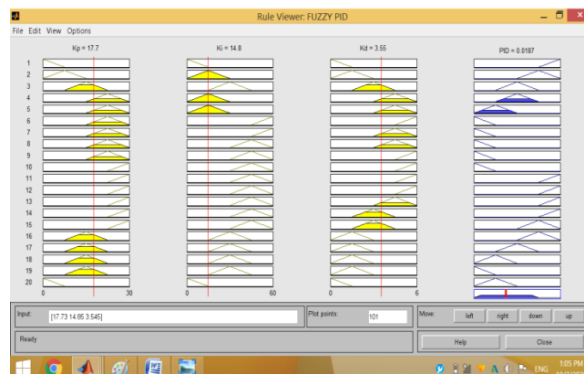 Rule Viewer: FUZZY PID
File Edit View Options
Kp = 17.7
Ki = 14.8
Kd = 3.55
PID = 0.0187
1
2
3
4
5
6
7
8
9
10
11
12
13
14
15
16
17
18
19
20
0 30
0 60
0 6
Input: [17.73 14.85 3.545]
Plot points: 101
Move: left right down up
Ready
Help Close
ENG 1:05 PM